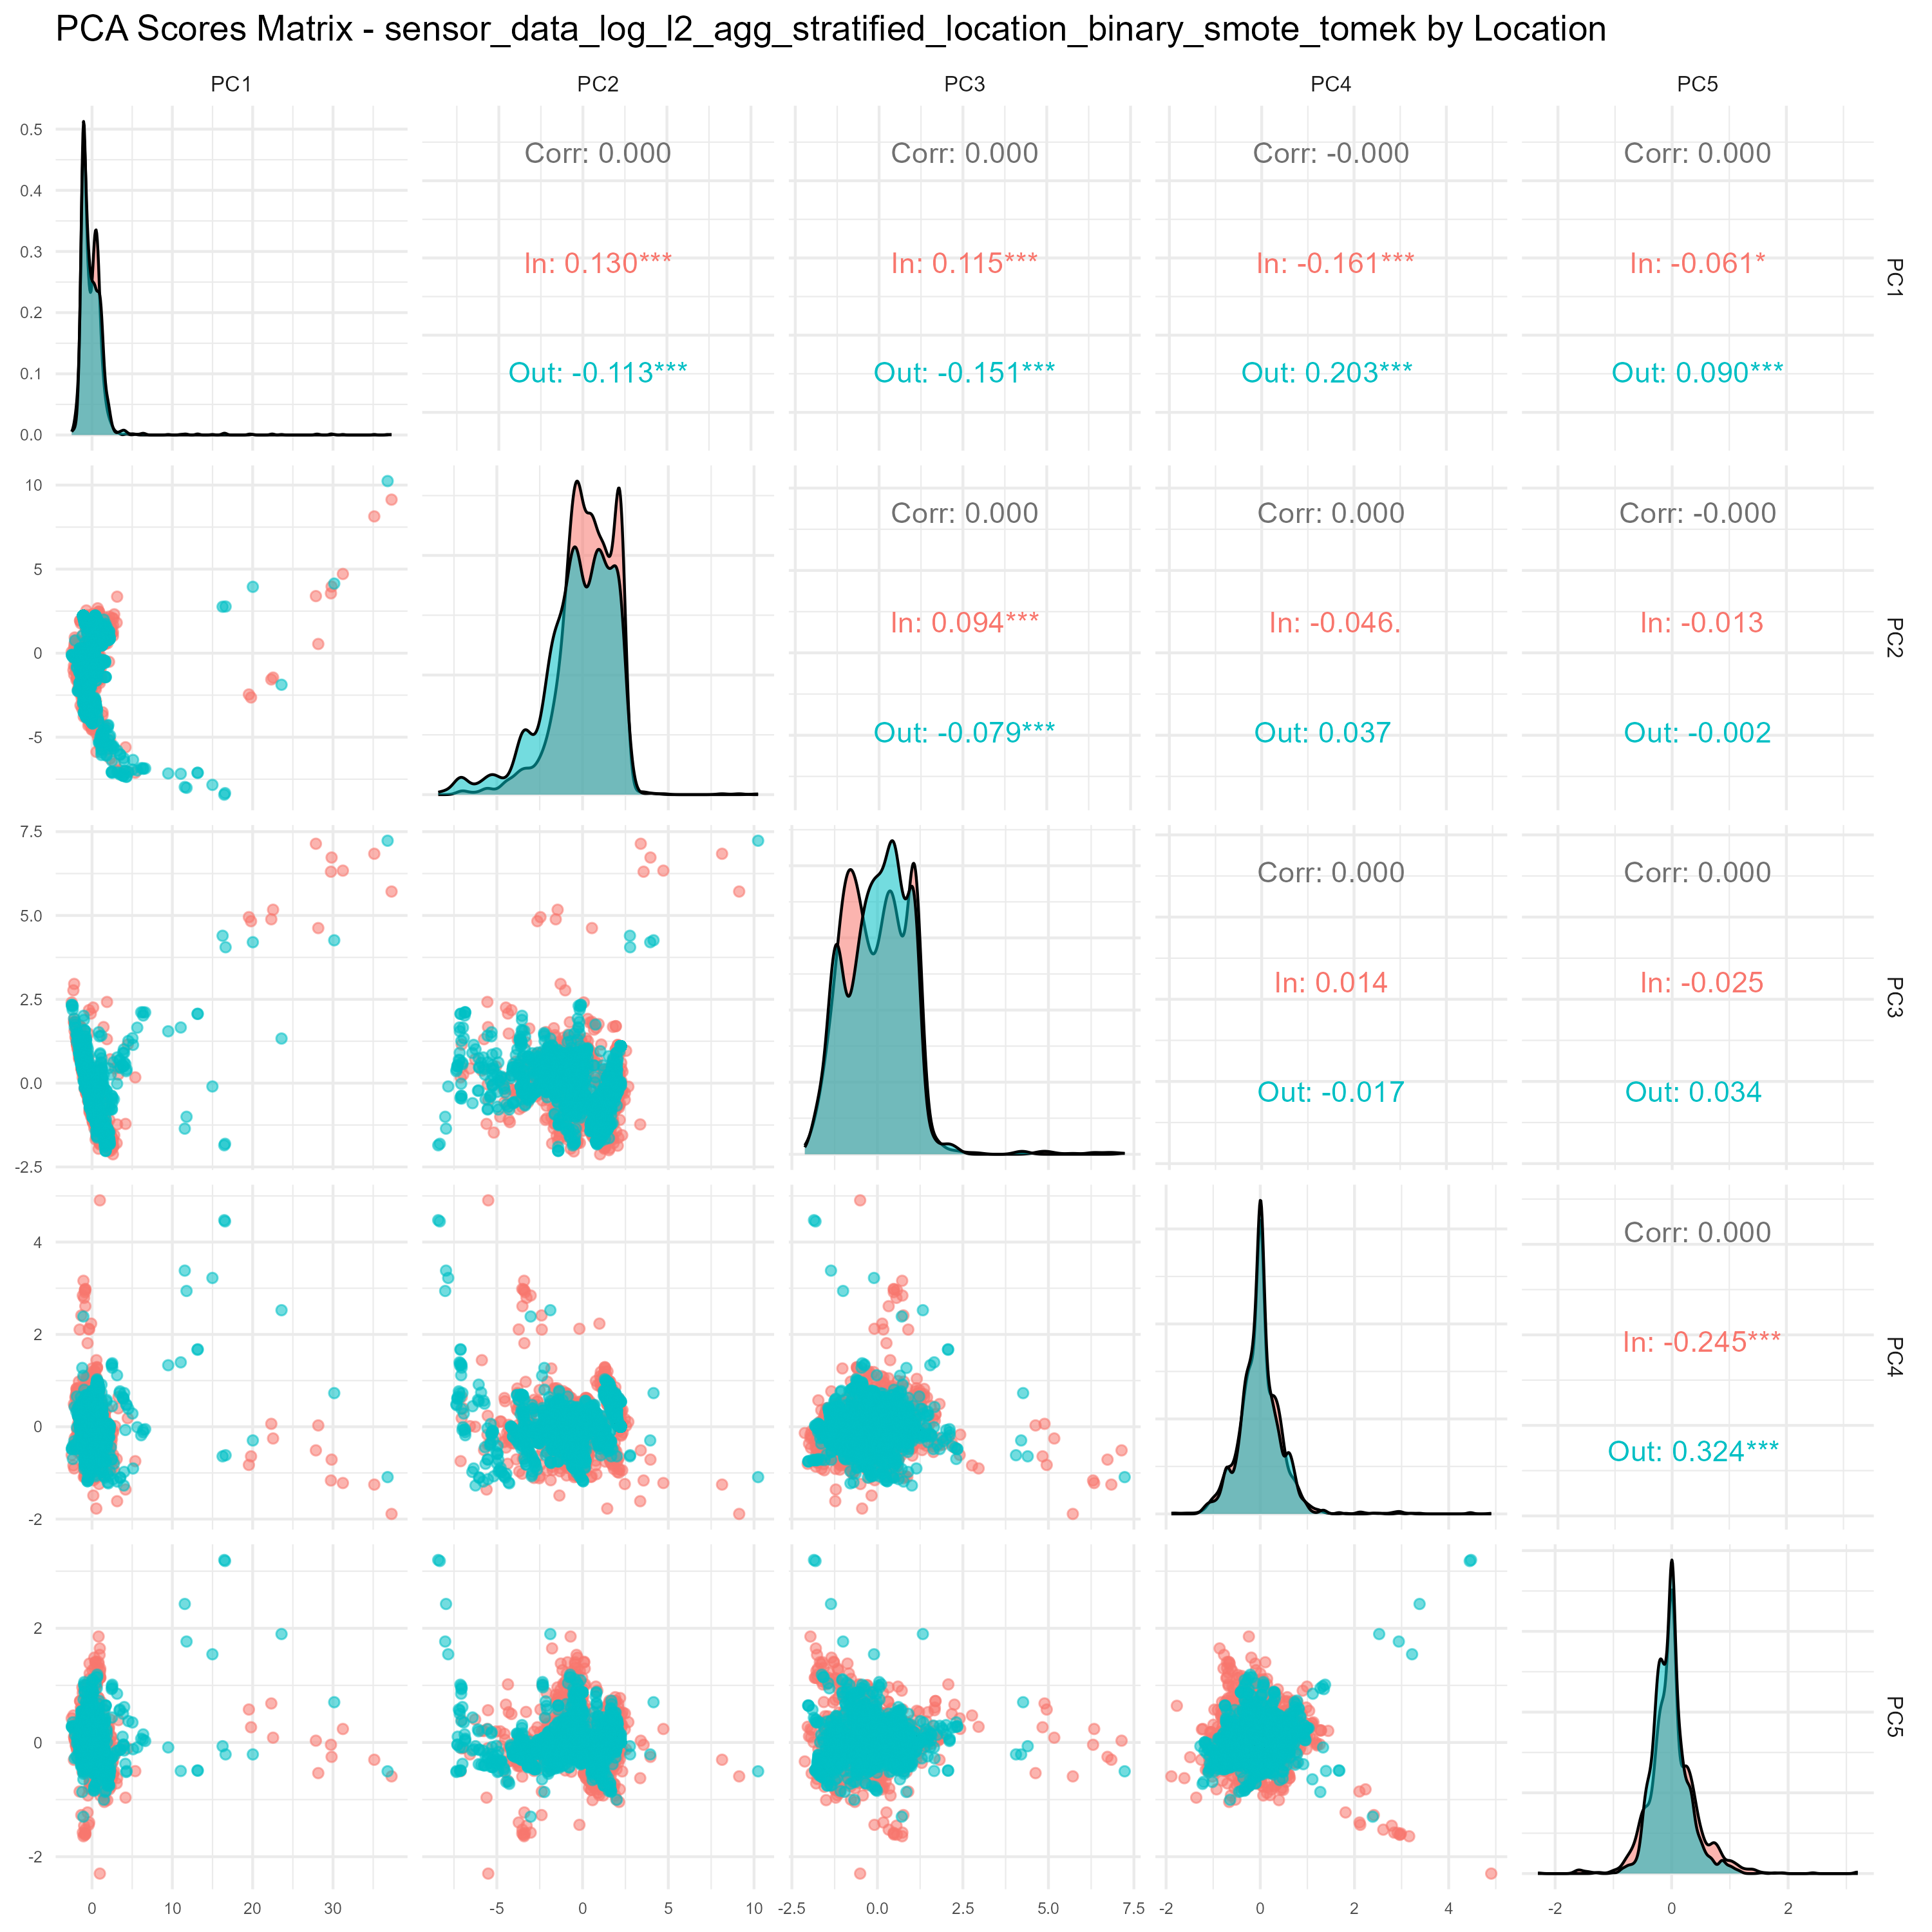 PCA Scores Matrix - sensor_data_log_l2_agg_stratified_location_binary_smote_tomek by Location
PC1 PC2 PC3 PC4 PC5
0.5
0.4
0.3
0.2
0.1
0.0
Corr: 0.000
In: 0.130***
Out: -0.113***
Corr: 0.000
In: 0.115***
Out: -0.151***
Corr: -0.000
In: -0.161***
Out: 0.203***
Corr: 0.000
In: -0.061*
Out: 0.090***
PC1
10
5
0
-5
Corr: 0.000
In: 0.094***
Out: -0.079***
Corr: 0.000
In: -0.046.
Out: 0.037
Corr: -0.000
In: -0.013
Out: -0.002
PC2
7.5
5.0
2.5
0.0
-2.5
Corr: 0.000
In: 0.014
Out: -0.017
Corr: 0.000
In: -0.025
Out: 0.034
PC3
4
2
0
-2
Corr: 0.000
In: -0.245***
Out: 0.324***
PC4
2
0
-2
PC5
0 10 20 30
-5 0 5 10
-2.5 0.0 2.5 5.0 7.5
-2 0 2 4
-2 0 2